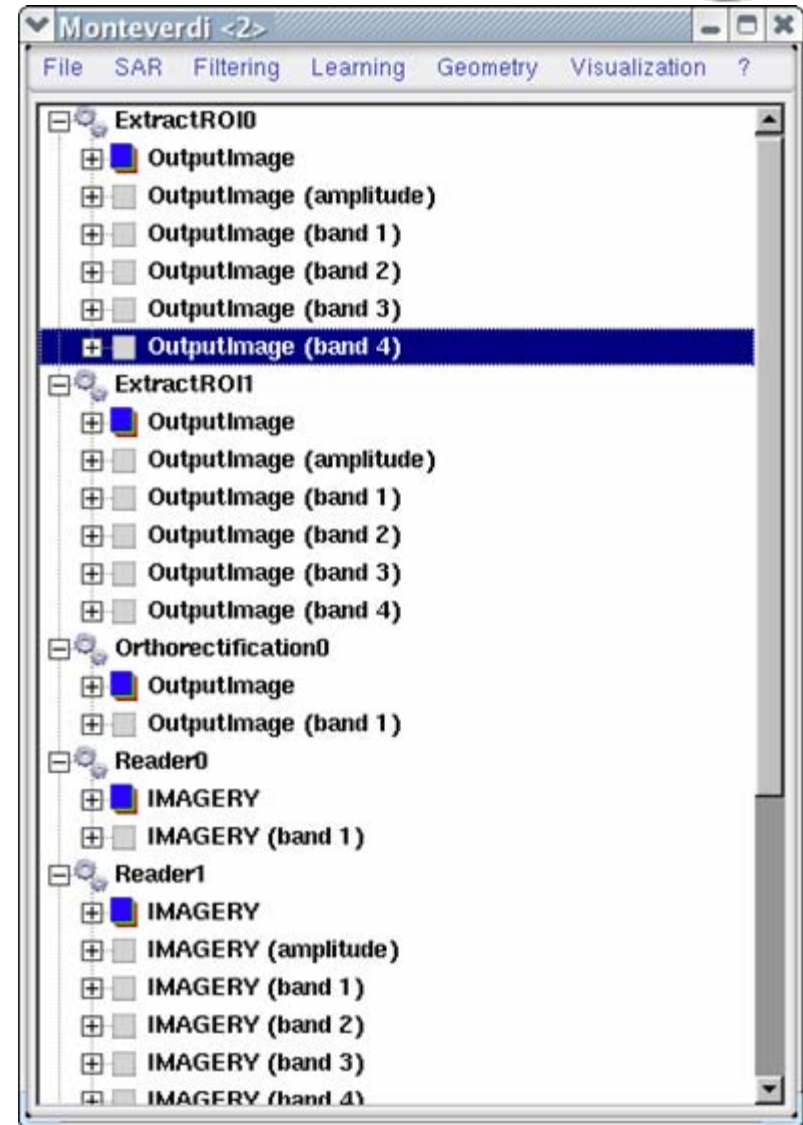 Monteverdi <2>
File SAR Filtering Learning Geometry Visualization ?
ExtractROI0
OutputImage
OutputImage (amplitude)
OutputImage (band 1)
OutputImage (band 2)
OutputImage (band 3)
OutputImage (band 4)
ExtractROI1
OutputImage
OutputImage (amplitude)
OutputImage (band 1)
OutputImage (band 2)
OutputImage (band 3)
OutputImage (band 4)
Orthorectification0
OutputImage
OutputImage (band 1)
Reader0
IMAGERY
IMAGERY (band 1)
Reader1
IMAGERY
IMAGERY (amplitude)
IMAGERY (band 1)
IMAGERY (band 2)
IMAGERY (band 3)
IMAGERY (band 4)